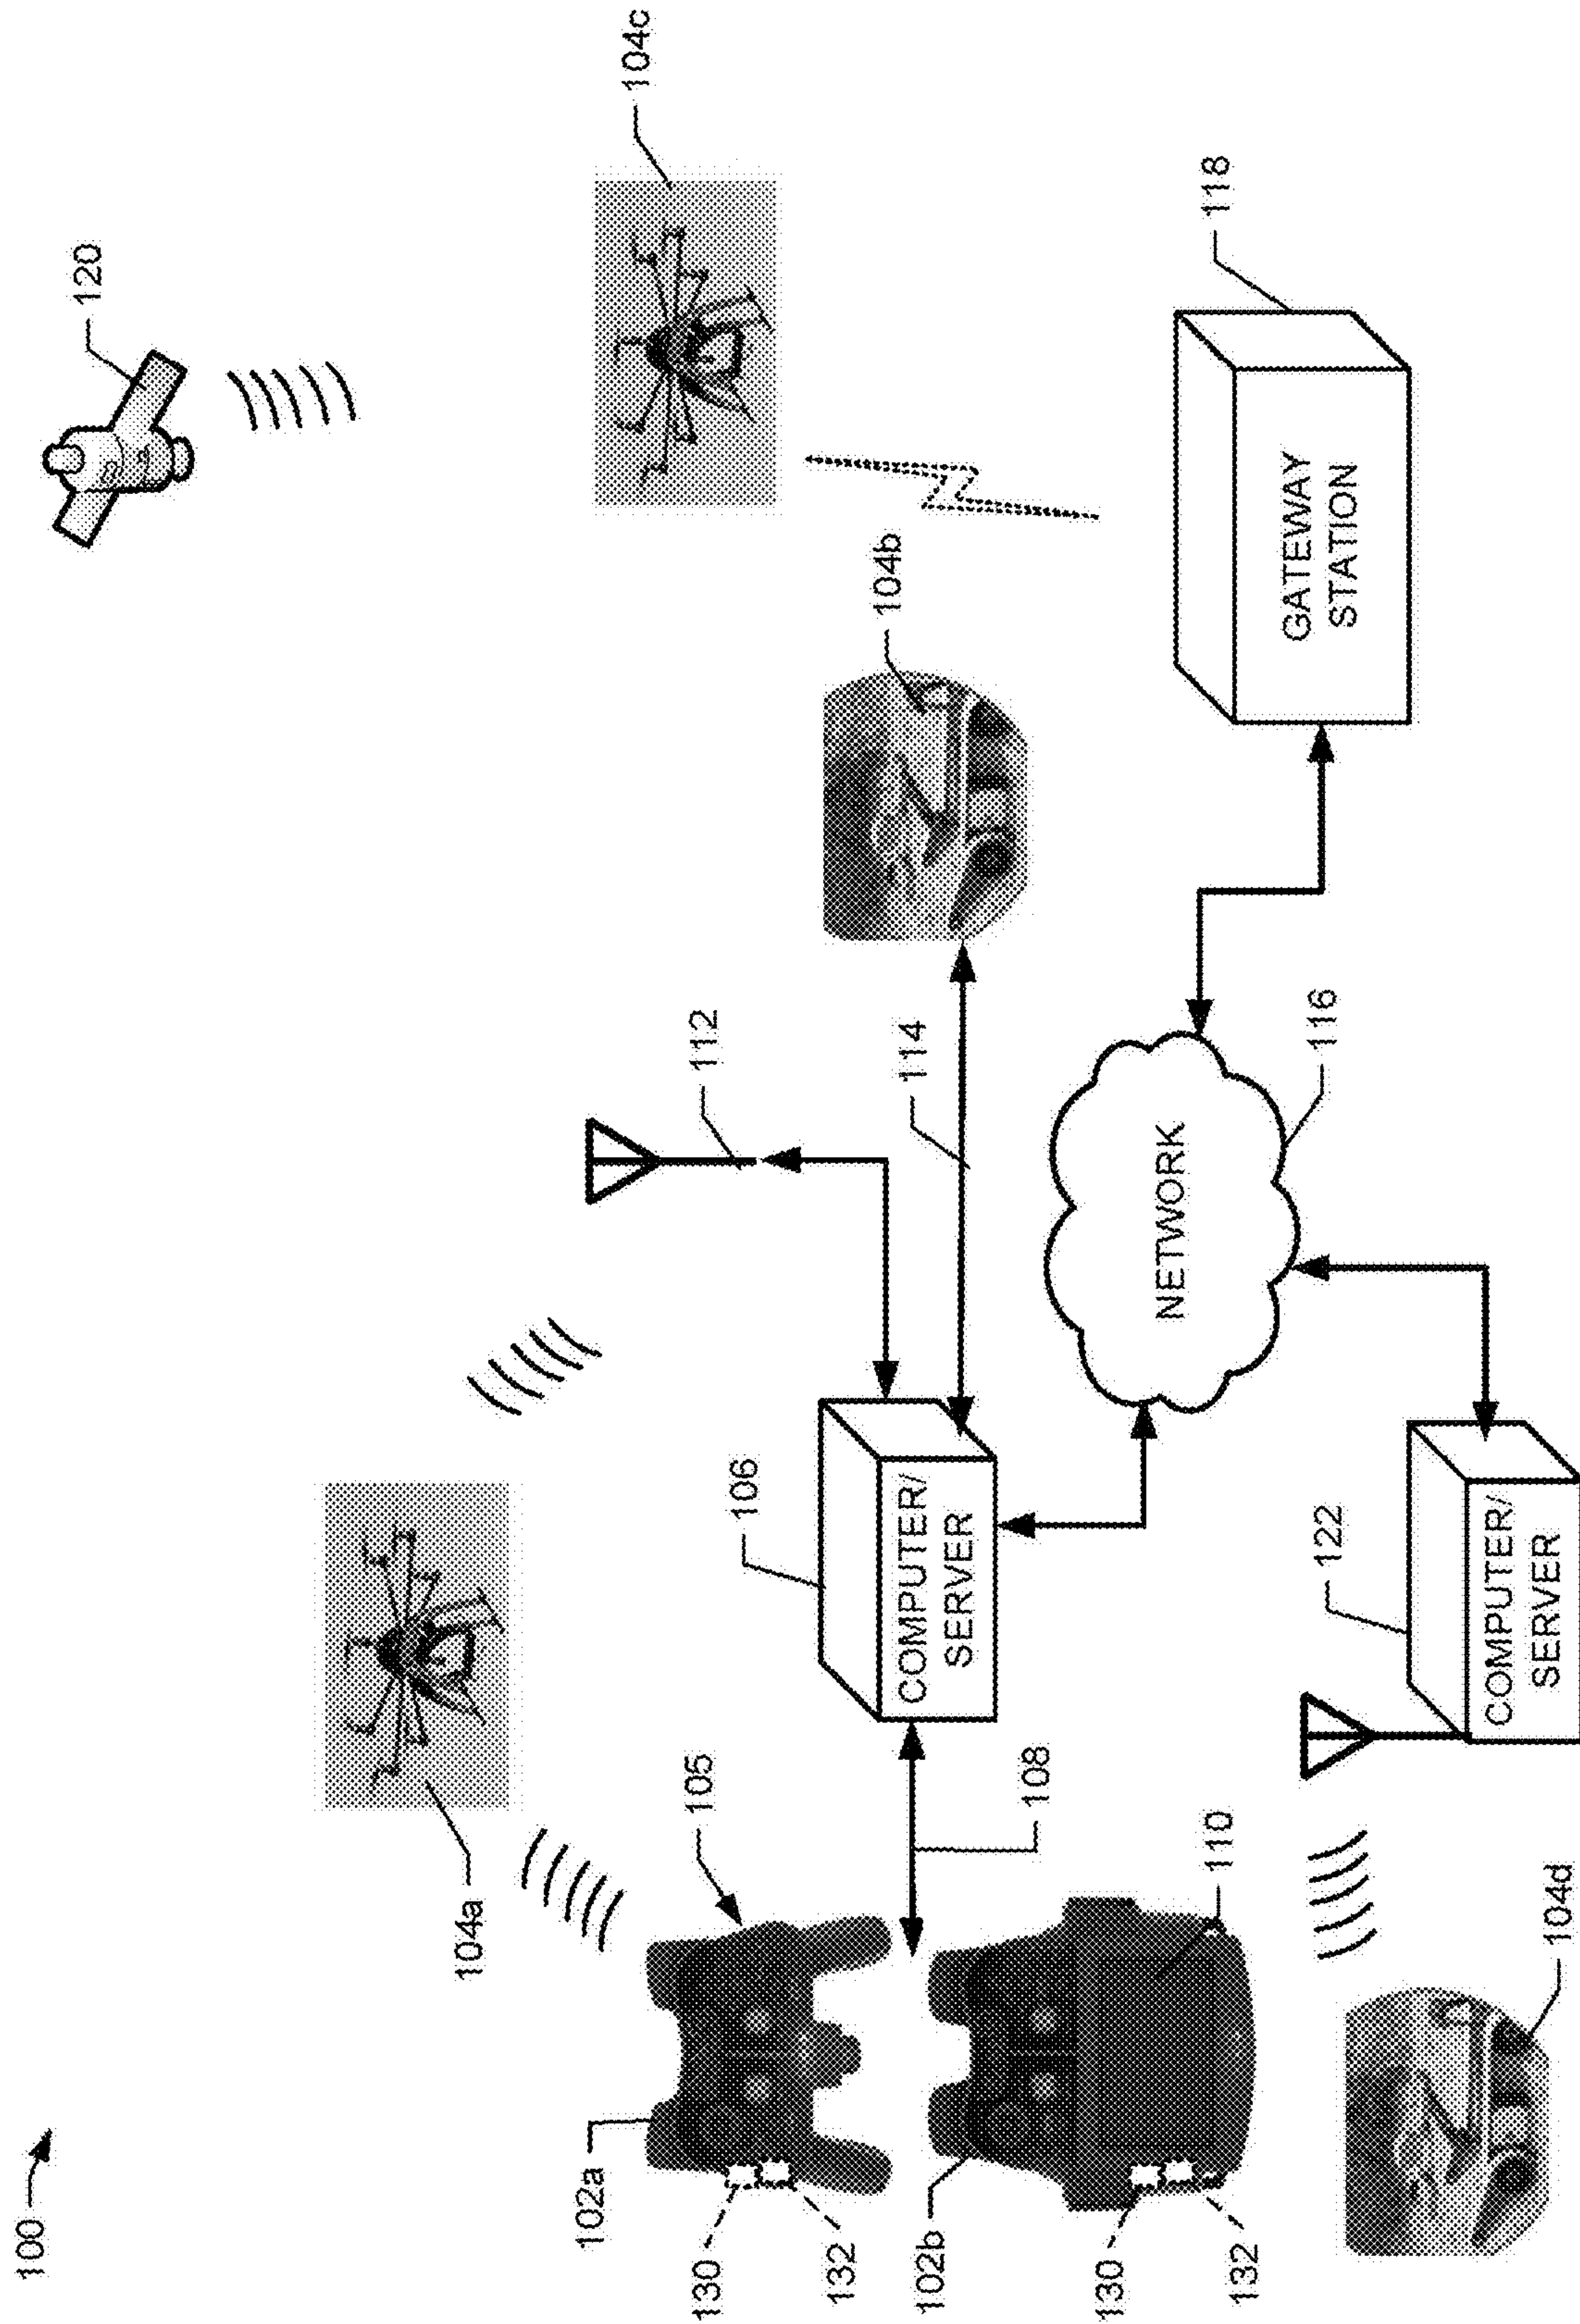 100
120
104c
104a
112
104b
118
105
106
102a
130
132
COMPUTER/
SERVER
114
GATEWAY
STATION
108
102b
NETWORK
116
130
132
110
122
COMPUTER/
SERVER
104d